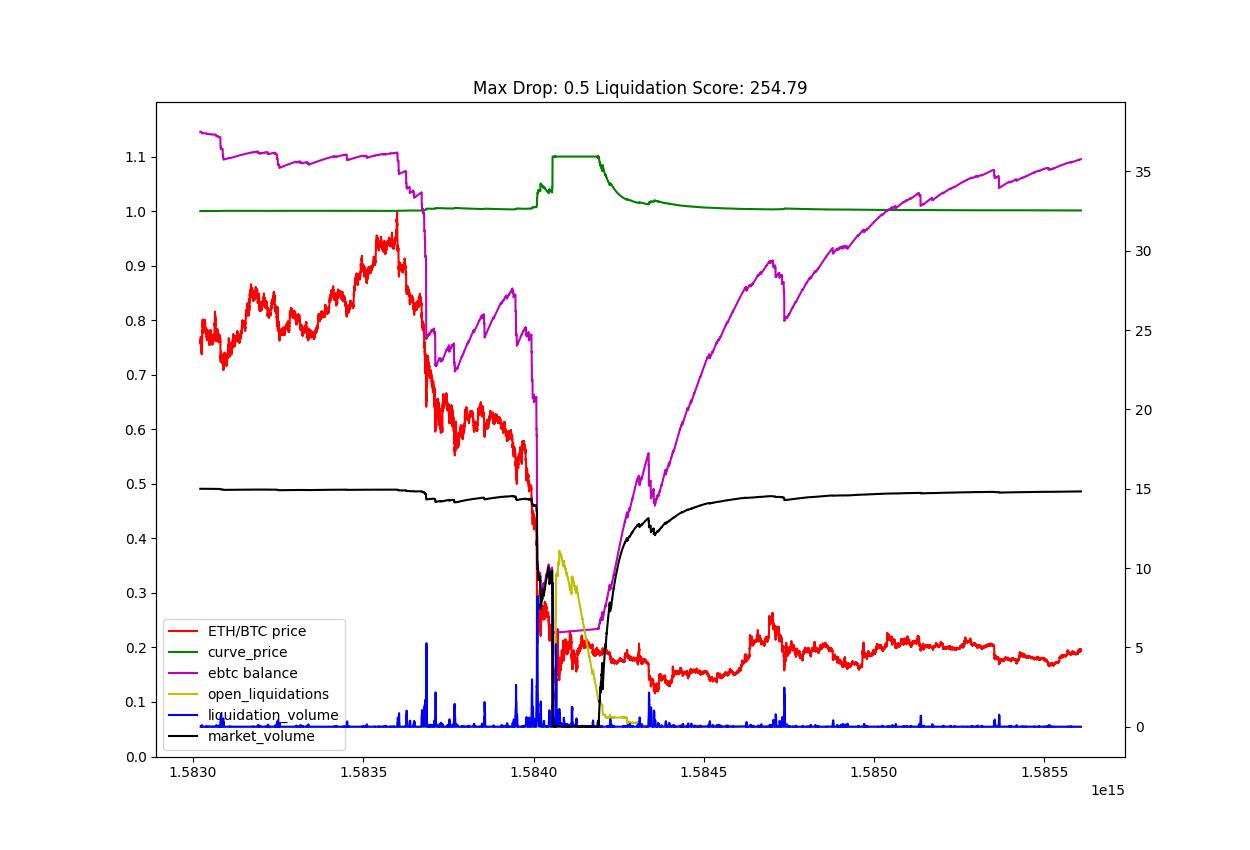 Max Drop: 0.5 Liquidation Score: 254.79
1.1
1.0
0.9
0.8
0.7
0.6
0.5
0.4
0.3
0.2
0.1
0.0
35
30
25
20
15
10
5
0
ETH/BTC price
curve_price
ebtc balance
open_liquidations
liquidation_volume
market_volume
1.5830 1.5835 1.5840 1.5845 1.5850 1.5855
1e15